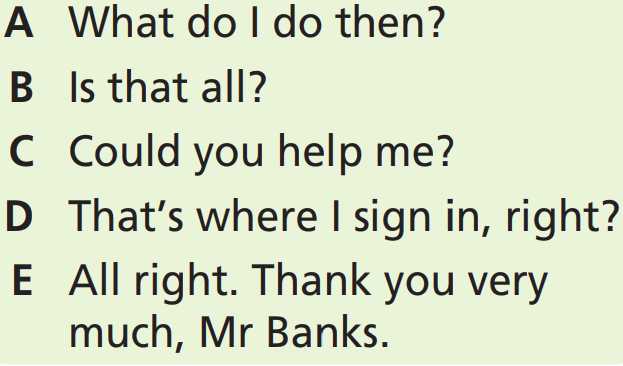 A What do I do then?
B Is that all?
C Could you help me?
D That's where I sign in, right?
E All right. Thank you very
much, Mr Banks.